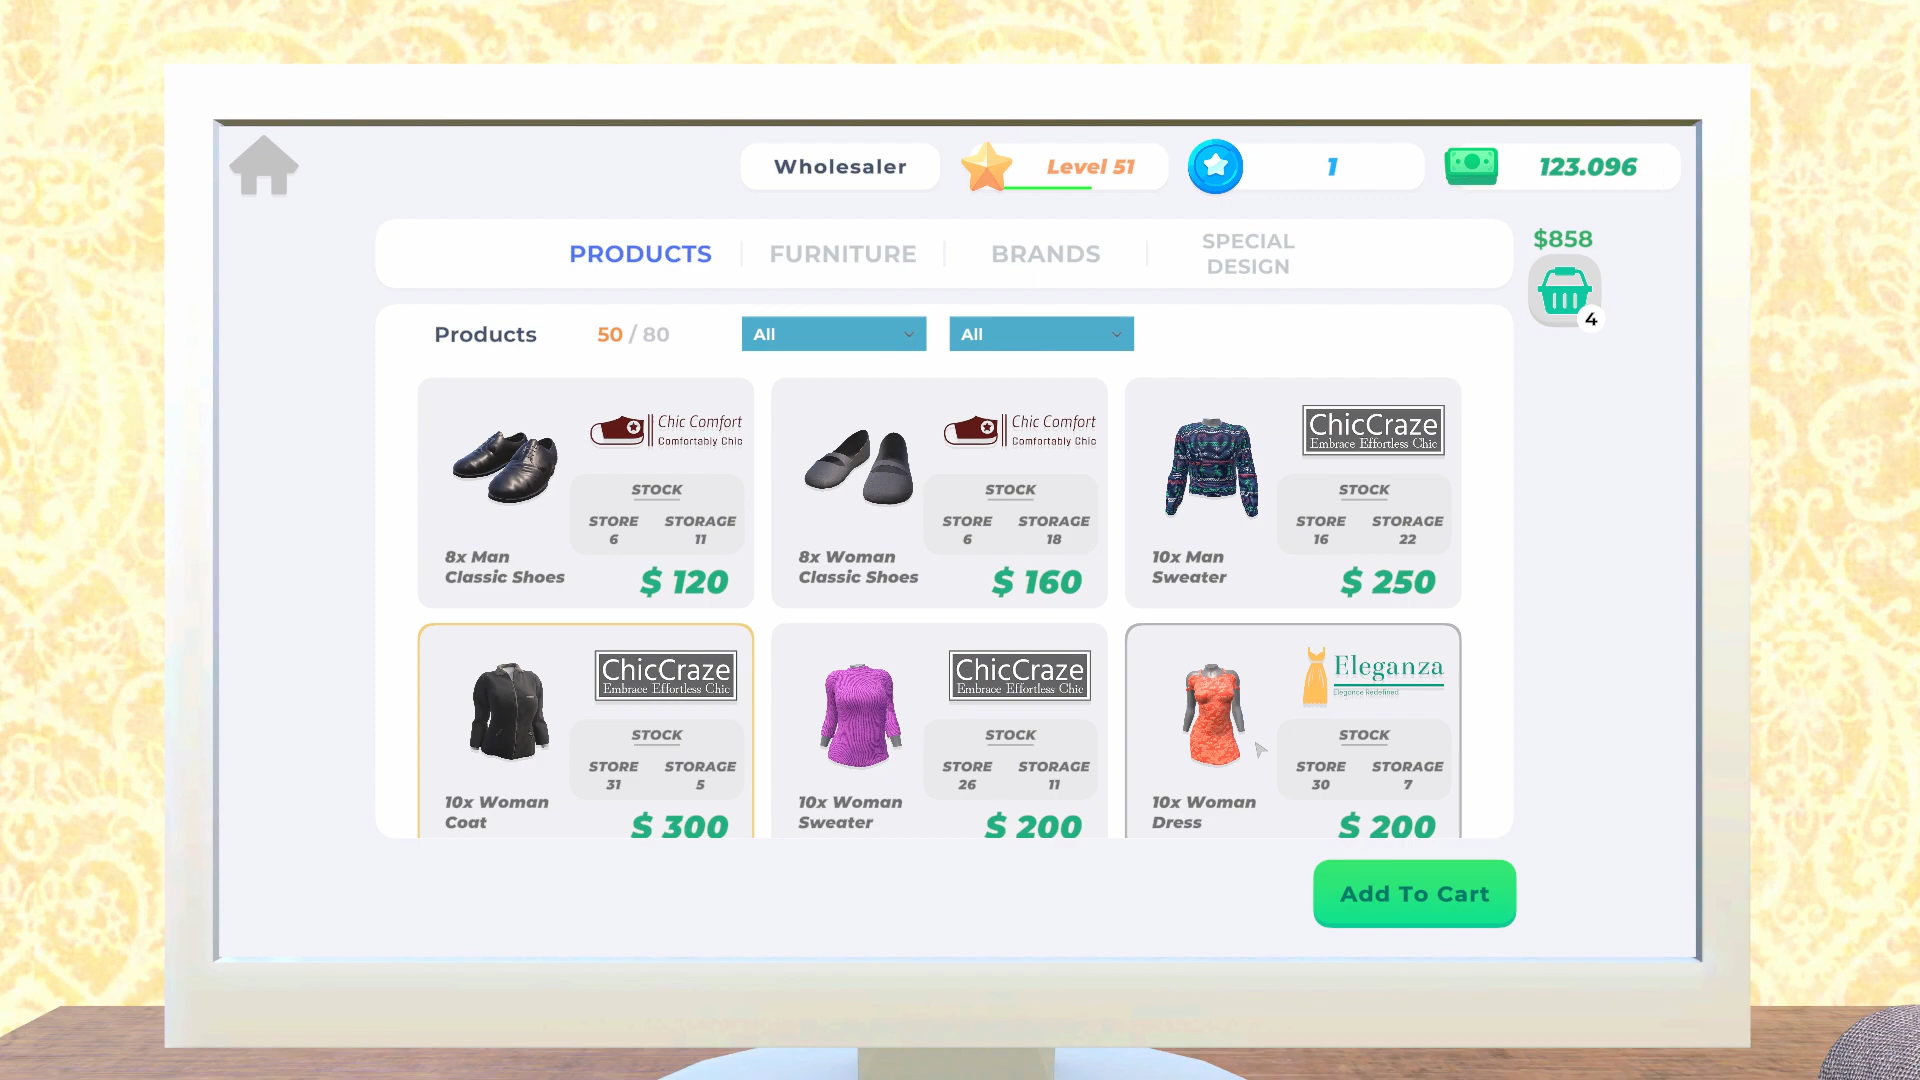 Wholesaler
Level 51
1
123.096
PRODUCTS
FURNITURE
BRANDS
SPECIAL
DESIGN
$858
4
Products
50 / 80
All
All
Chic Comfort
Comfortably Chic
STOCK
STORE STORAGE
6 11
8x Man
Classic Shoes
$ 120
Chic Comfort
Comfortably Chic
STOCK
STORE STORAGE
6 18
8x Woman
Classic Shoes
$ 160
ChicCraze
Embrace Effortless Chic
STOCK
STORE STORAGE
16 22
10x Man
Sweater
$ 250
ChicCraze
Embrace Effortless Chic
STOCK
STORE STORAGE
31 5
10x Woman
Coat
$ 300
ChicCraze
Embrace Effortless Chic
STOCK
STORE STORAGE
26 11
10x Woman
Sweater
$ 200
Eleganza
Elegance Redefined
STOCK
STORE STORAGE
30 7
10x Woman
Dress
$ 200
Add To Cart